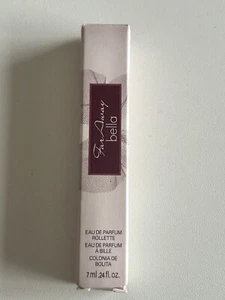 Far Away
bella
EAU DE PARFUM
ROLLETTE
EAU DE PARFUM
À BILLE
COLONIA DE
BOLITA
7 ml .24 fl. oz.